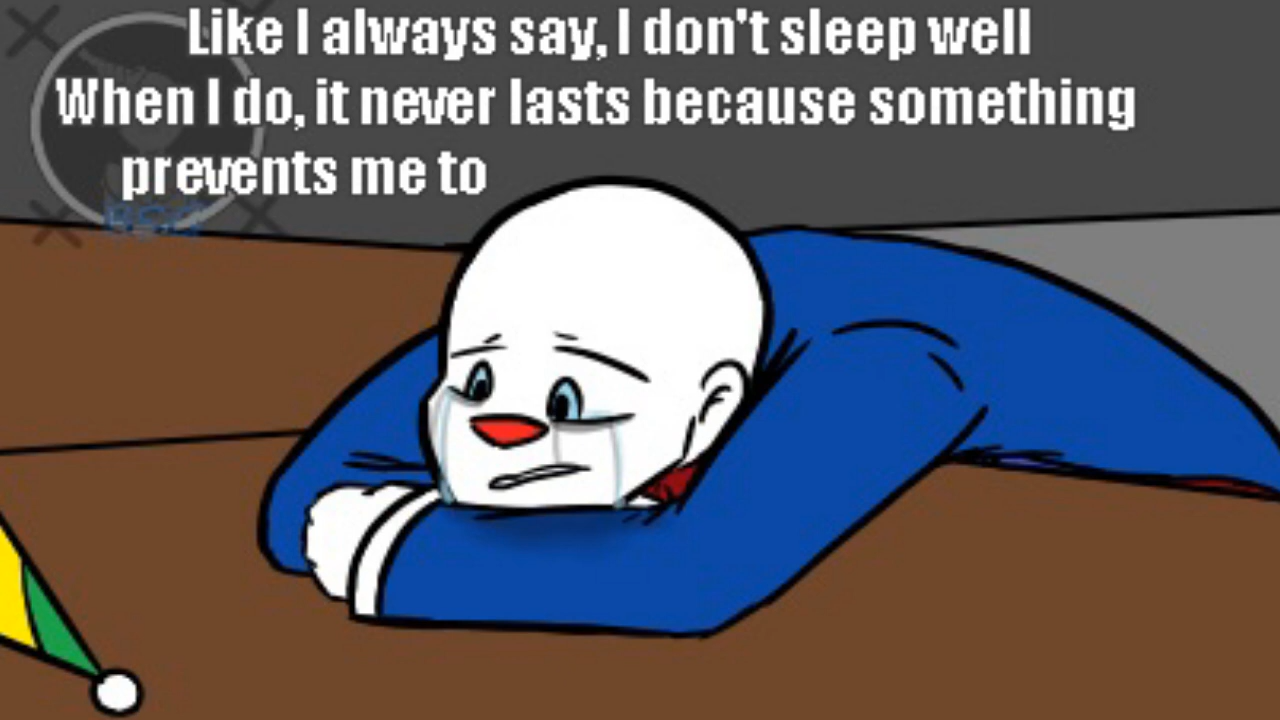 Like I always say, I don't sleep well
When I do, it never lasts because something
prevents me to